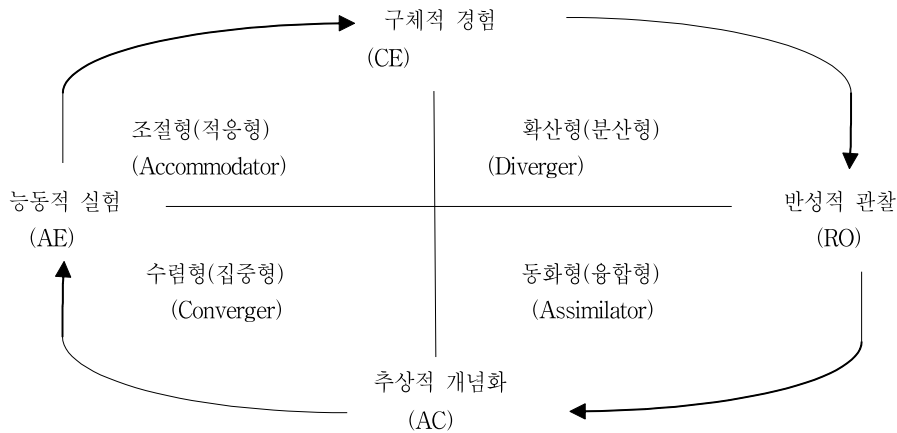 구체적 경험
(CE)
조절형(적응형)
(Accommodator)
확산형(분산형)
(Diverger)
능동적 실험
(AE)
반성적 관찰
(RO)
수렴형(집중형)
(Converger)
동화형(융합형)
(Assimilator)
추상적 개념화
(AC)